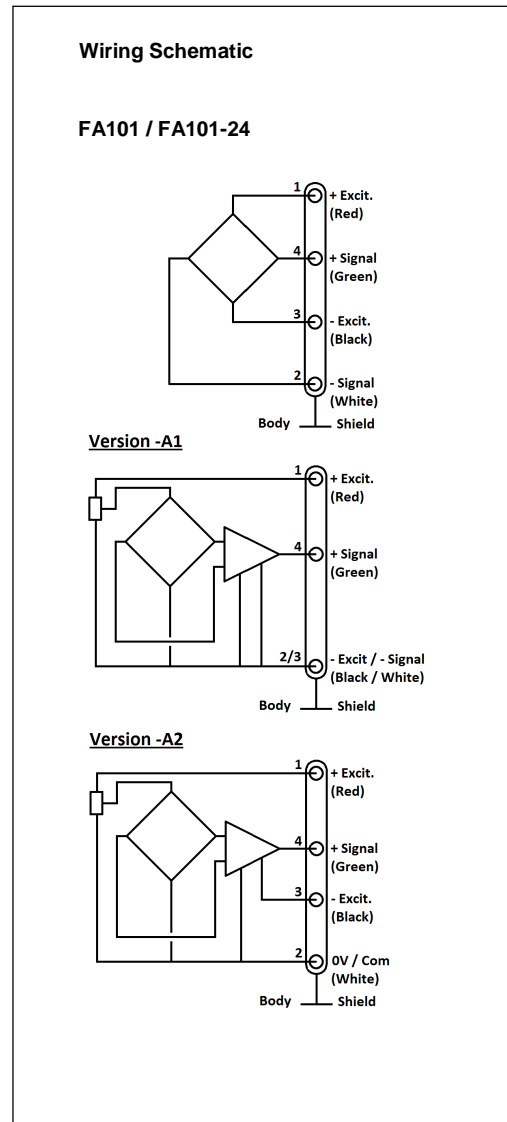 Wiring Schematic
FA101 / FA101-24
1
+ Excit.
(Red)
4
+ Signal
(Green)
3
- Excit.
(Black)
2
- Signal
(White)
Body
Shield
Version -A1
1
+ Excit.
(Red)
4
+ Signal
(Green)
2/3
- Excit / - Signal
(Black / White)
Body
Shield
Version -A2
1
+ Excit.
(Red)
4
+ Signal
(Green)
3
- Excit.
(Black)
2
0V / Com
(White)
Body
Shield